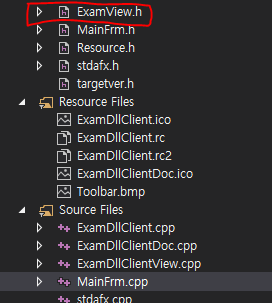 ExamView.h
MainFrm.h
Resource.h
stdafx.h
targetver.h
Resource Files
ExamDllClient.ico
ExamDllClient.rc
ExamDllClient.rc2
ExamDllClientDoc.ico
Toolbar.bmp
Source Files
ExamDllClient.cpp
ExamDllClientDoc.cpp
ExamDllClientView.cpp
MainFrm.cpp
stdafx.cpp